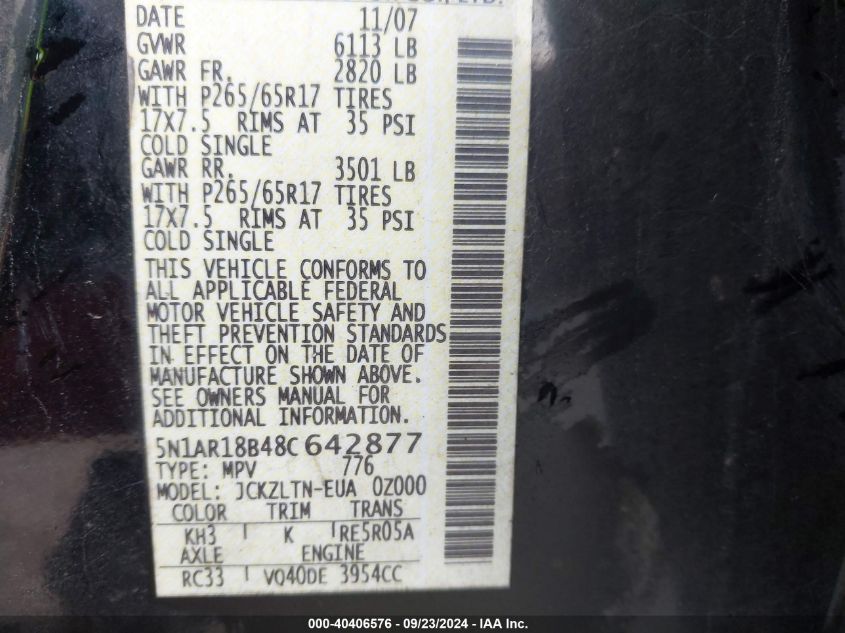 CO., LTD.
DATE 11/07
GVWR 6113 LB
GAWR FR. 2820 LB
WITH P265/65R17 TIRES
17X7.5 RIMS AT 35 PSI
COLD SINGLE
GAWR RR. 3501 LB
WITH P265/65R17 TIRES
17X7.5 RIMS AT 35 PSI
COLD SINGLE
THIS VEHICLE CONFORMS TO
ALL APPLICABLE FEDERAL
MOTOR VEHICLE SAFETY AND
THEFT PREVENTION STANDARDS
IN EFFECT ON THE DATE OF
MANUFACTURE SHOWN ABOVE.
SEE OWNERS MANUAL FOR
ADDITIONAL INFORMATION.
5N1AR18B48C642877
TYPE: MPV 776
MODEL: JCKZLTN-EUA 0Z000
COLOR TRIM TRANS
KH3 K RE5R05A
AXLE ENGINE
RC33 VQ40DE 3954CC
000-40406576 - 09/23/2024 - IAA Inc.